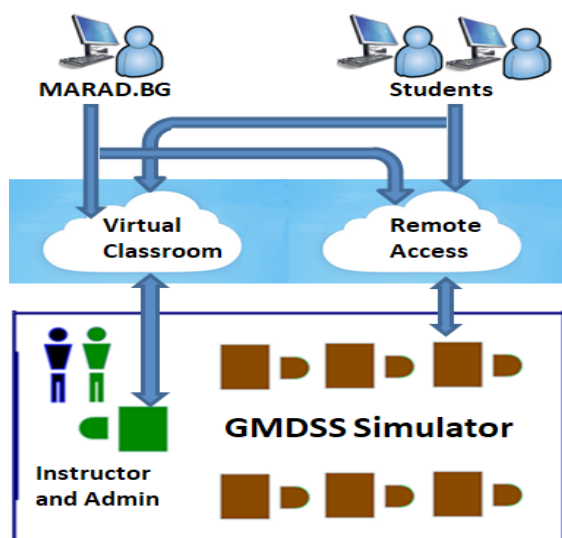 MARAD.BG
Students
Virtual
Classroom
Remote
Access
GMDSS Simulator
Instructor
and Admin